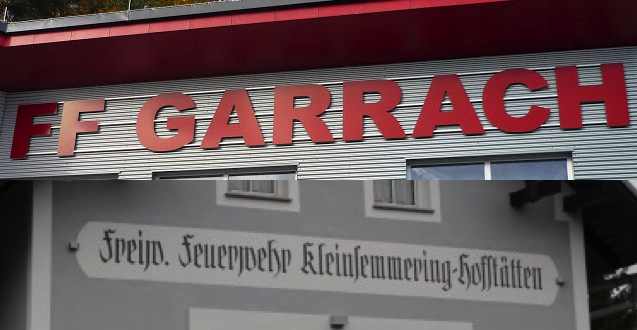 FF GARRACH
Freiw. Feuerwehr Kleinsemmering-Hofstätten